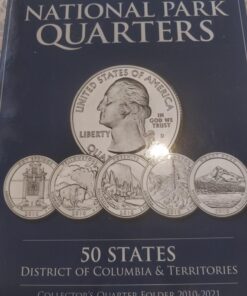 NATIONAL PARK
QUARTERS
UNITED STATES OF AMERICA
LIBERTY
IN GOD WE TRUST
QUA
50 STATES
DISTRICT OF COLUMBIA & TERRITORIES
COLLECTOR'S QUARTER FOLDER 2010-2021